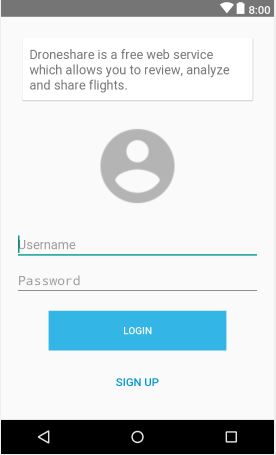 8:00
Droneshare is a free web service
which allows you to review, analyze
and share flights.
Username
Password
LOGIN
SIGN UP